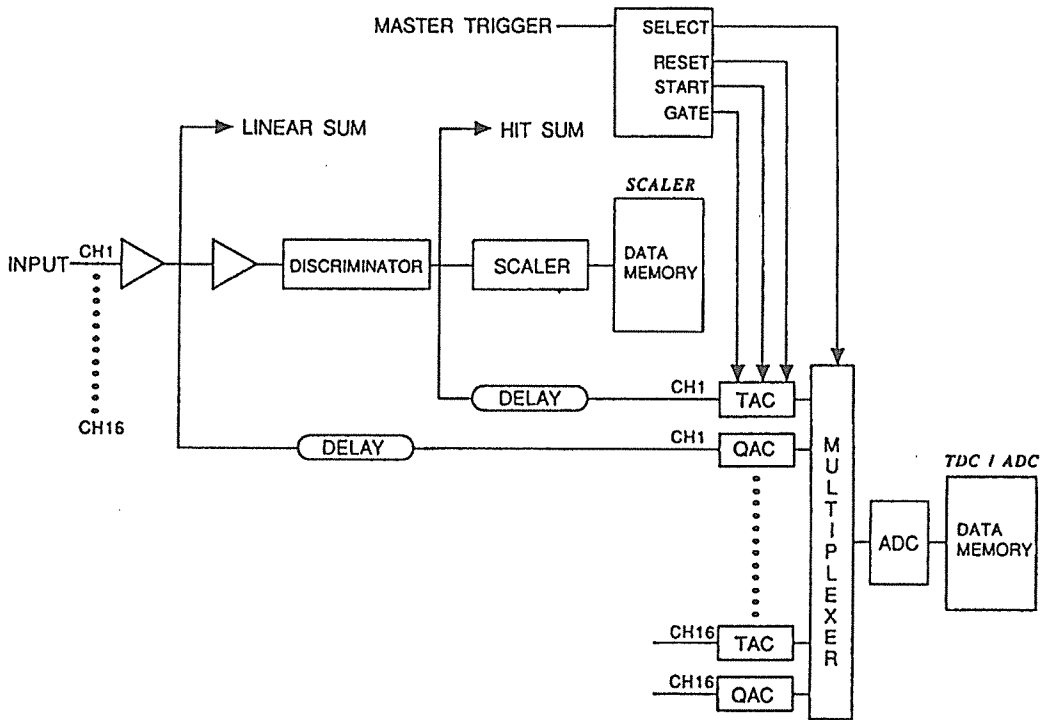 MASTER TRIGGER
SELECT
RESET
START
GATE
LINEAR SUM
HIT SUM
SCALER
INPUT
CH1
DISCRIMINATOR
SCALER
DATA
MEMORY
CH16
DELAY
CH1
TAC
DELAY
CH1
QAC
MULTIPLEXER
TDC / ADC
ADC
DATA
MEMORY
CH16
TAC
CH16
QAC